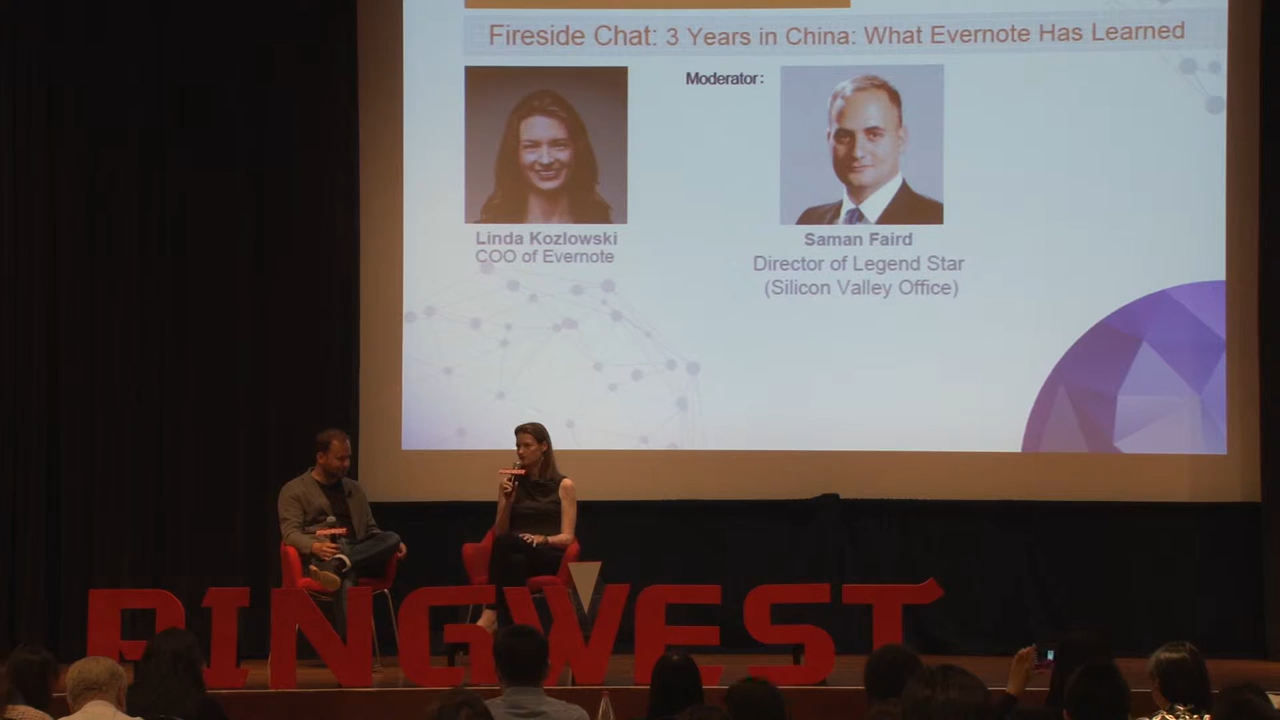 Fireside Chat: 3 Years in China: What Evernote Has Learned
Moderator:
Linda Kozlowski
COO of Evernote
Saman Faird
Director of Legend Star
(Silicon Valley Office)
PINGWEST